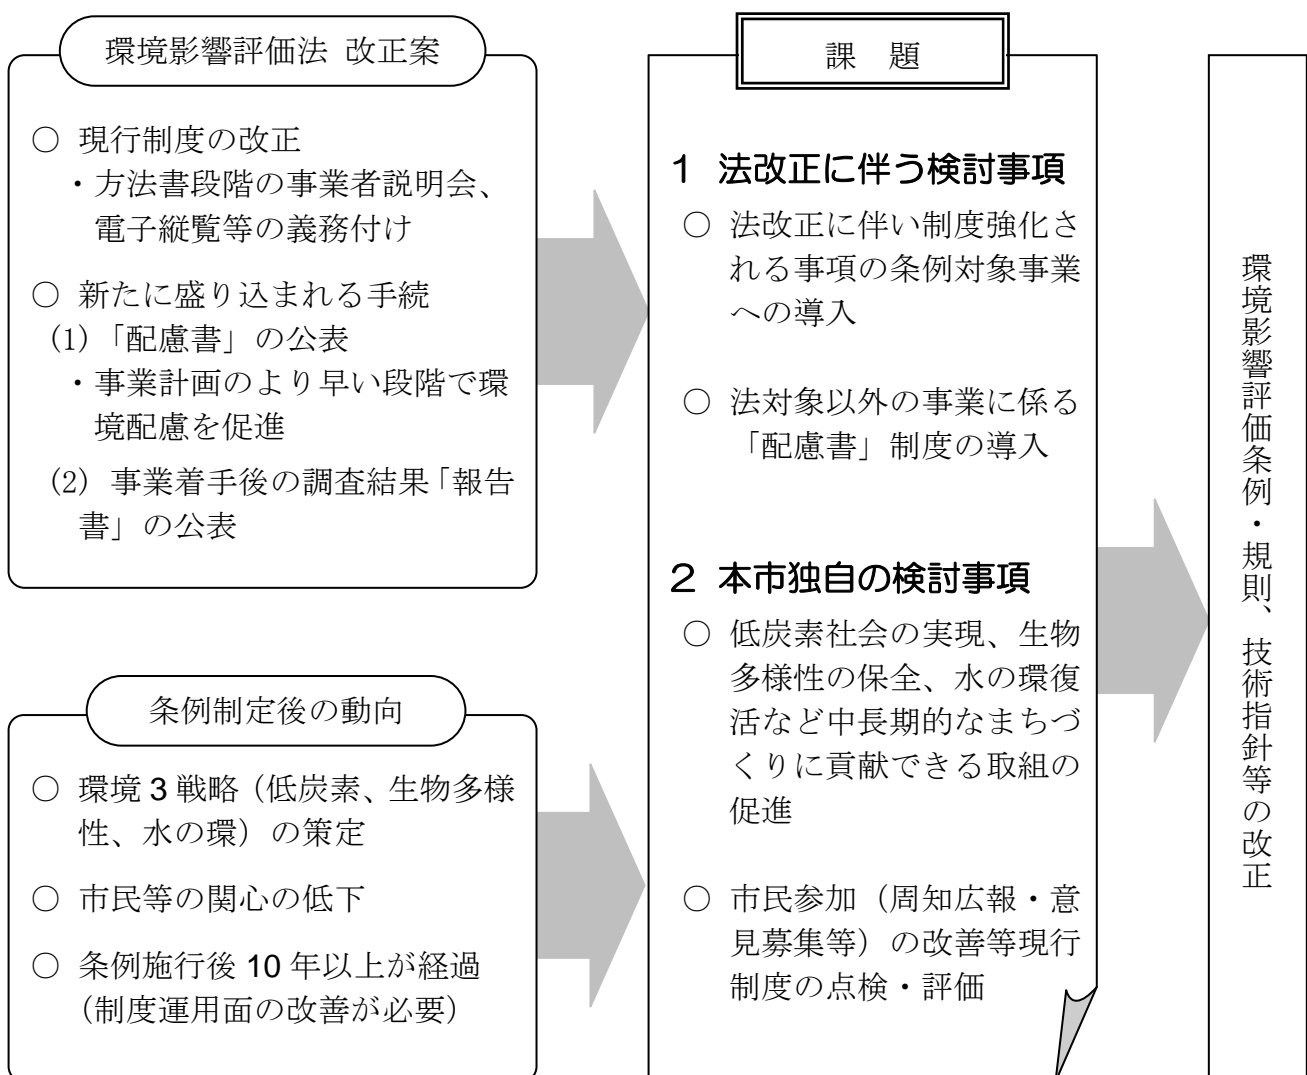 環境影響評価法 改正案
○ 現行制度の改正
・方法書段階の事業者説明会、
電子縦覧等の義務付け
○ 新たに盛り込まれる手続
(1)「配慮書」の公表
・事業計画のより早い段階で環
境配慮を促進
(2) 事業着手後の調査結果「報告
書」の公表
条例制定後の動向
○ 環境3戦略（低炭素、生物多様
性、水の環）の策定
○ 市民等の関心の低下
○ 条例施行後10年以上が経過
（制度運用面の改善が必要）
課 題
1 法改正に伴う検討事項
○ 法改正に伴い制度強化さ
れる事項の条例対象事業
への導入
○ 法対象以外の事業に係る
「配慮書」制度の導入
2 本市独自の検討事項
○ 低炭素社会の実現、生物
多様性の保全、水の環復
活など中長期的なまちづ
くりに貢献できる取組の
促進
○ 市民参加（周知広報・意
見募集等）の改善等現行
制度の点検・評価
環境影響評価条例・規則、技術指針等の改正